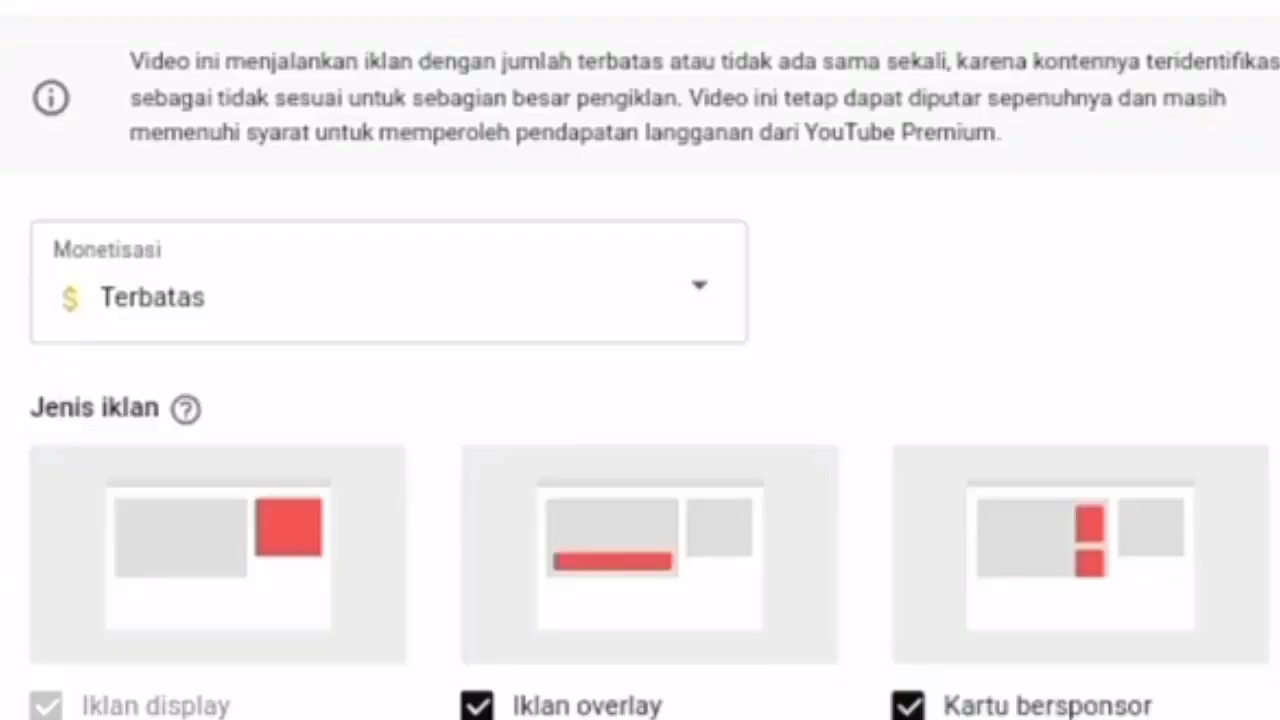 Video ini menjalankan iklan dengan jumlah terbatas atau tidak ada sama sekali, karena kontennya teridentifikas
sebagai tidak sesuai untuk sebagian besar pengiklan. Video ini tetap dapat diputar sepenuhnya dan masih
memenuhi syarat untuk memperoleh pendapatan langganan dari YouTube Premium.
Monetisasi
$ Terbatas
Jenis iklan ?
Iklan display
Iklan overlay
Kartu bersponsor